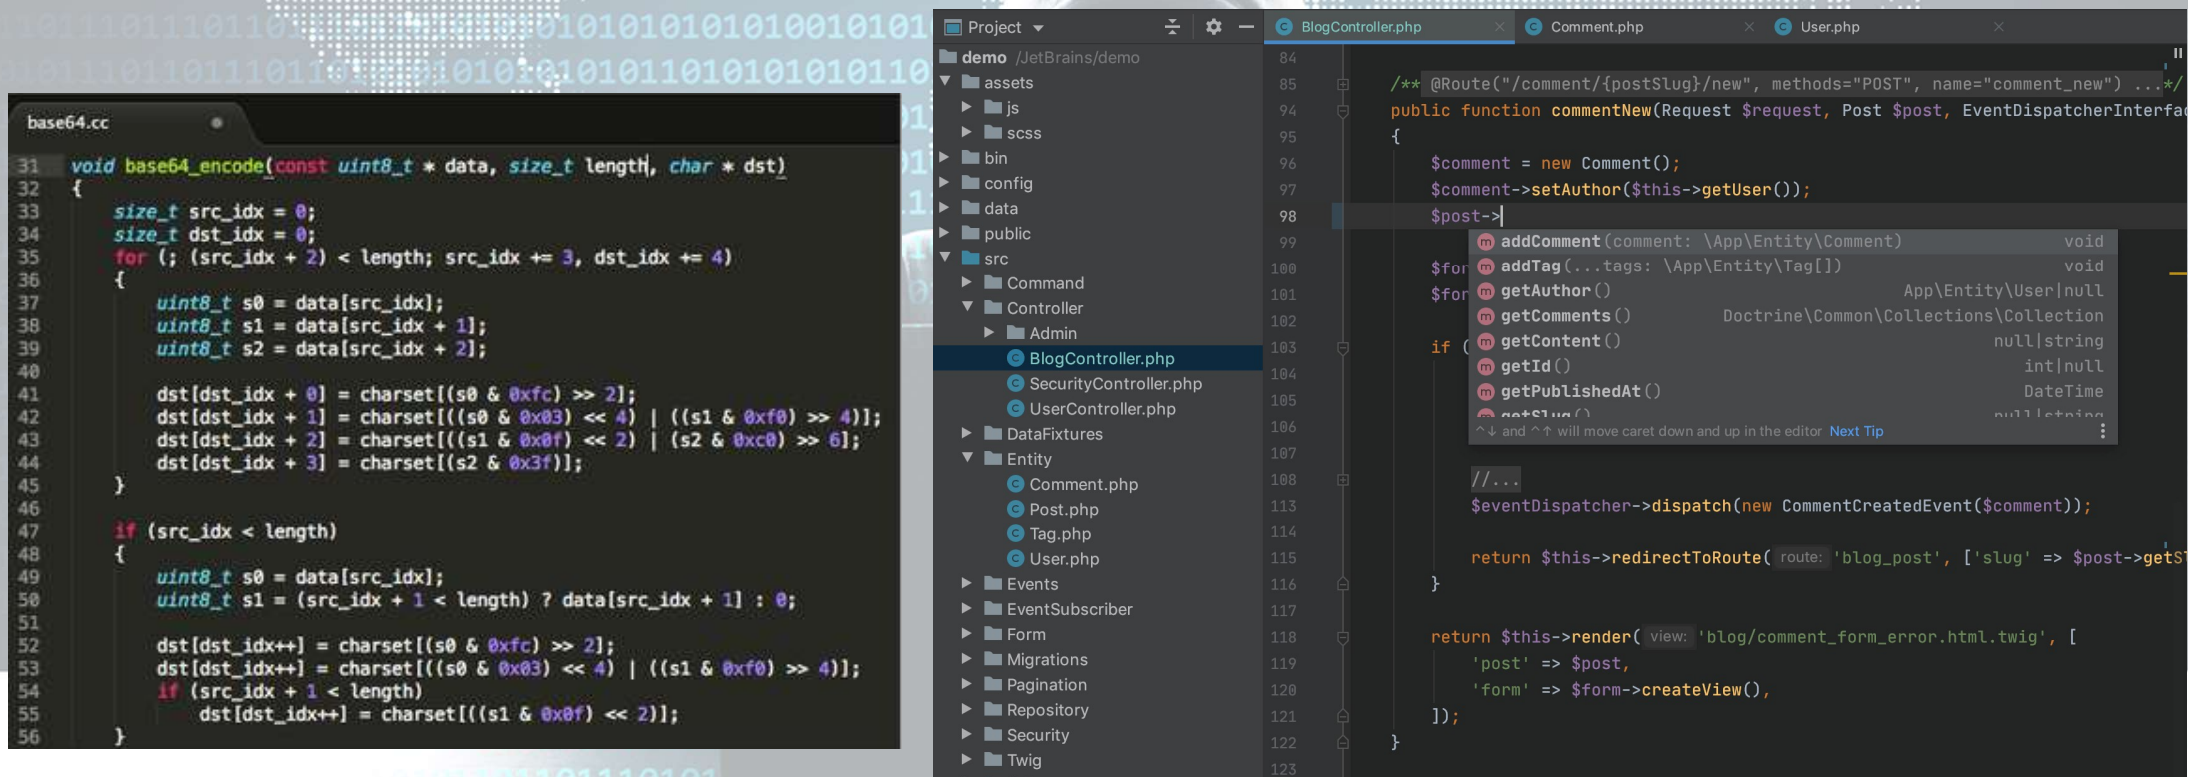 base64.cc
31 void base64_encode(const uint8_t * data, size_t length, char * dst)
32 {
33 size_t src_idx = 0;
34 size_t dst_idx = 0;
35 for (; (src_idx + 2) < length; src_idx += 3, dst_idx += 4)
36 {
37 uint8_t s0 = data[src_idx];
38 uint8_t s1 = data[src_idx + 1];
39 uint8_t s2 = data[src_idx + 2];
40
41 dst[dst_idx + 0] = charset[(s0 & 0xfc) >> 2];
42 dst[dst_idx + 1] = charset[((s0 & 0x03) << 4) | ((s1 & 0xf0) >> 4)];
43 dst[dst_idx + 2] = charset[((s1 & 0x0f) << 2) | (s2 & 0xc0) >> 6];
44 dst[dst_idx + 3] = charset[(s2 & 0x3f)];
45 }
46
47 if (src_idx < length)
48 {
49 uint8_t s0 = data[src_idx];
50 uint8_t s1 = (src_idx + 1 < length) ? data[src_idx + 1] : 0;
51
52 dst[dst_idx++] = charset[(s0 & 0xfc) >> 2];
53 dst[dst_idx++] = charset[((s0 & 0x03) << 4) | ((s1 & 0xf0) >> 4)];
54 if (src_idx + 1 < length)
55 dst[dst_idx++] = charset[((s1 & 0x0f) << 2)];
56 }
Project
demo /JetBrains/demo
assets
js
scss
bin
config
data
public
src
Command
Controller
Admin
BlogController.php
SecurityController.php
UserController.php
DataFixtures
Entity
Comment.php
Post.php
Tag.php
User.php
Events
EventSubscriber
Form
Migrations
Pagination
Repository
Security
Twig
BlogController.php Comment.php User.php
84
85 /** @Route("/comment/{postSlug}/new", methods="POST", name="comment_new") ...*/
94 public function commentNew(Request $request, Post $post, EventDispatcherInterfac
95 {
96 $comment = new Comment();
97 $comment->setAuthor($this->getUser());
98 $post->
99
100 $for
101 $for
102
103 if (
104
105
106
107
addComment(comment: \App\Entity\Comment) void
addTag(...tags: \App\Entity\Tag[]) void
getAuthor() App\Entity\User|null
getComments() Doctrine\Common\Collections\Collection
getContent() null|string
getId() int|null
getPublishedAt() DateTime
getSlug() null|string
^↓ and ^↑ will move caret down and up in the editor Next Tip
108 //...
113 $eventDispatcher->dispatch(new CommentCreatedEvent($comment));
114
115 return $this->redirectToRoute( route: 'blog_post', ['slug' => $post->getSl
116 }
117
118 return $this->render( view: 'blog/comment_form_error.html.twig', [
119 'post' => $post,
120 'form' => $form->createView(),
121 ]);
122 }
123